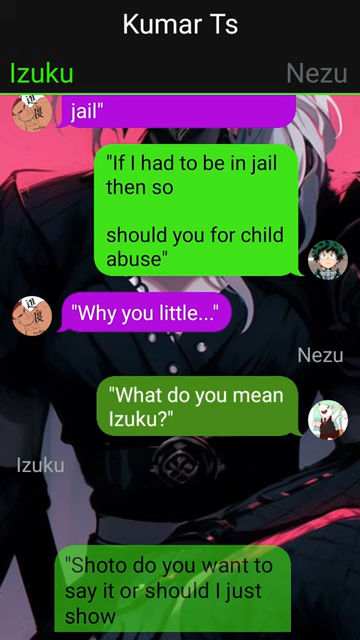 Kumar Ts
Izuku
Nezu
jail"
"If I had to be in jail
then so
should you for child
abuse"
"Why you little..."
Nezu
"What do you mean
Izuku?"
Izuku
"Shoto do you want to
say it or should I just
show